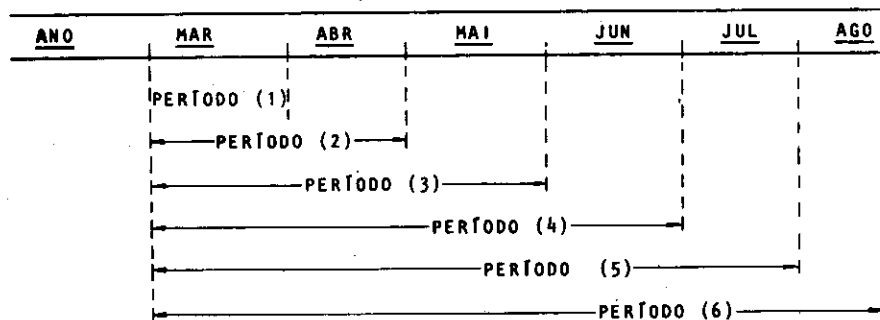 ANO MAR ABR MAI JUN JUL AGO
PERÍODO (1)
PERÍODO (2)
PERÍODO (3)
PERÍODO (4)
PERÍODO (5)
PERÍODO (6)